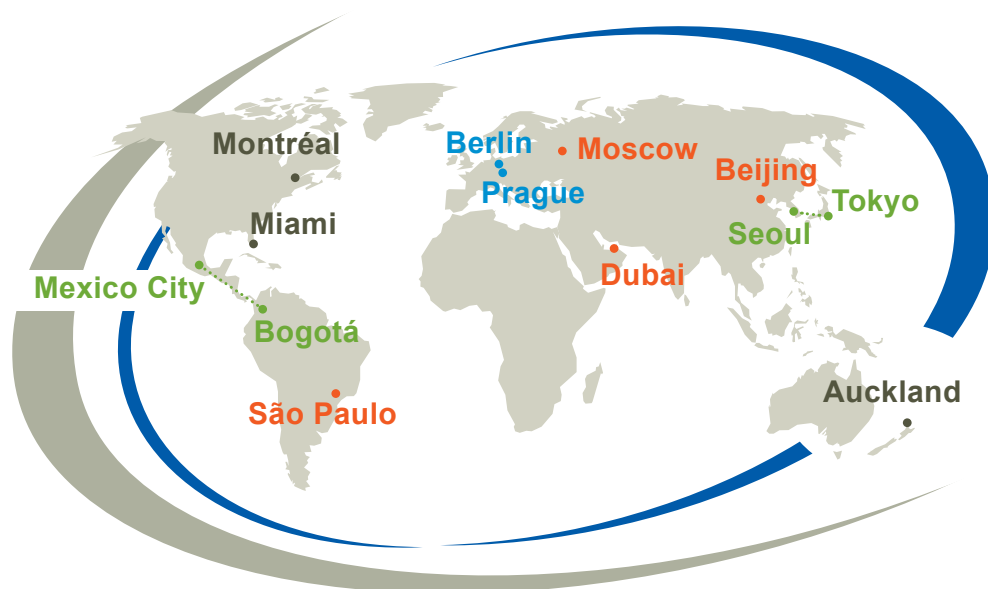 Montréal
Berlin
Moscow
Beijing
Prague
Tokyo
Miami
Seoul
Dubai
Mexico City
Bogotá
Auckland
São Paulo